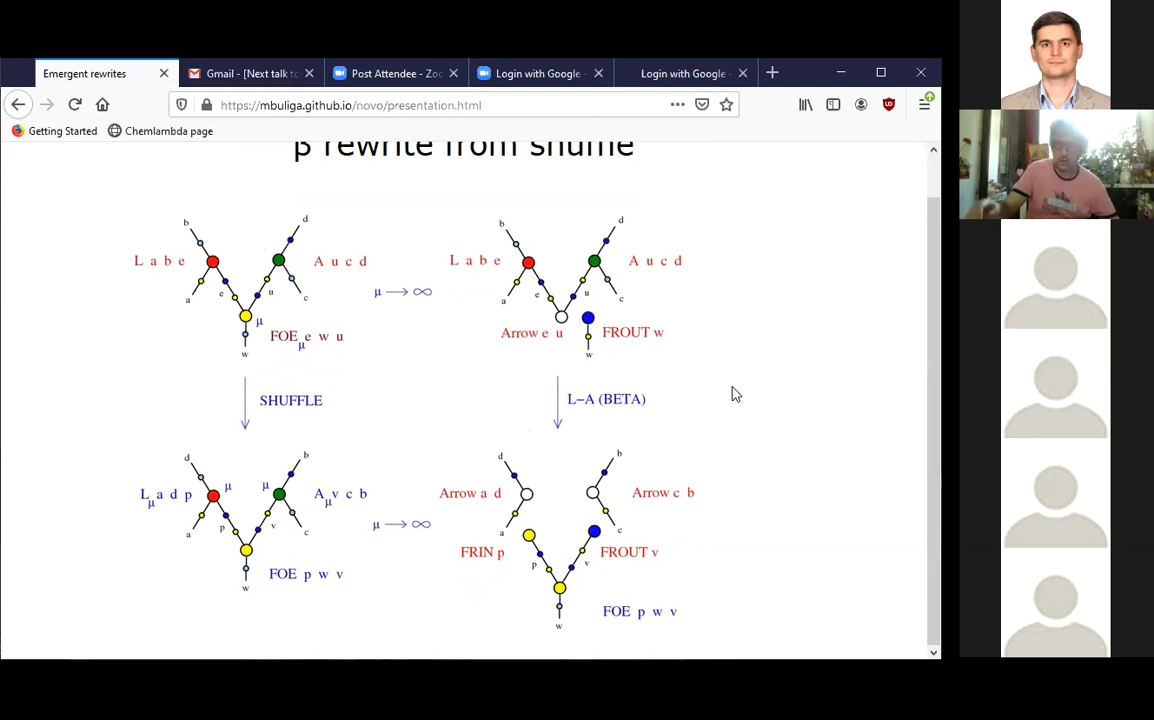 Emergent rewrites
Gmail - [Next talk to
Post Attendee - Zoo
Login with Google -
Login with Google -
https://mbuliga.github.io/novo/presentation.html
Getting Started
Chemlambda page
β rewrite from shuffle
b
d
L a b e
A u c d
a
e
u
c
μ
FOE e w u
μ
w
μ → ∞
b
d
L a b e
A u c d
a
e
u
c
Arrow e u
FROUT w
w
SHUFFLE
L-A (BETA)
d
b
L a d p
μ
μ
μ
A v c b
μ
a
p
v
c
FOE p w v
w
μ → ∞
d
b
Arrow a d
Arrow c b
a
c
FRIN p
FROUT v
p
v
FOE p w v
w